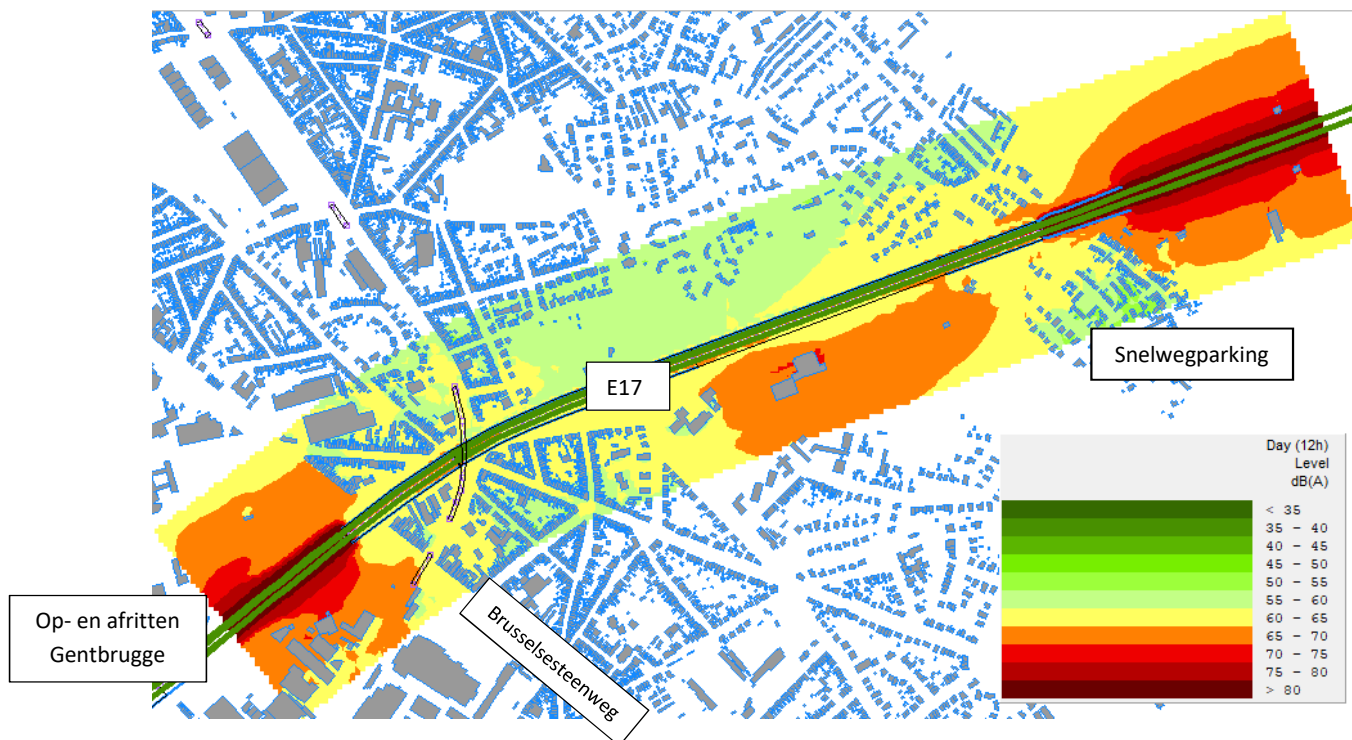 E17
Snelwegparking
Op- en afritten
Gentbrugge
Brusselsesteenweg
Day (12h)
Level
dB(A)
< 35
35 - 40
40 - 45
45 - 50
50 - 55
55 - 60
60 - 65
65 - 70
70 - 75
75 - 80
> 80